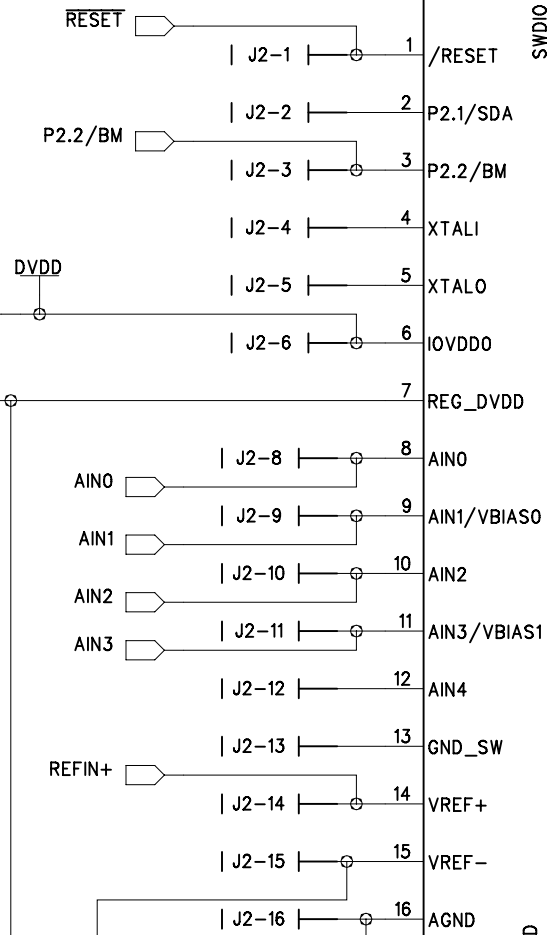 RESET
SWDIO
J2-1 1 /RESET
J2-2 2 P2.1/SDA
P2.2/BM
J2-3 3 P2.2/BM
J2-4 4 XTALI
DVDD
J2-5 5 XTALO
J2-6 6 IOVDD0
7 REG_DVDD
J2-8 8 AIN0
AIN0
J2-9 9 AIN1/VBIAS0
AIN1
J2-10 10 AIN2
AIN2
J2-11 11 AIN3/VBIAS1
AIN3
J2-12 12 AIN4
J2-13 13 GND_SW
REFIN+
J2-14 14 VREF+
J2-15 15 VREF-
J2-16 16 AGND